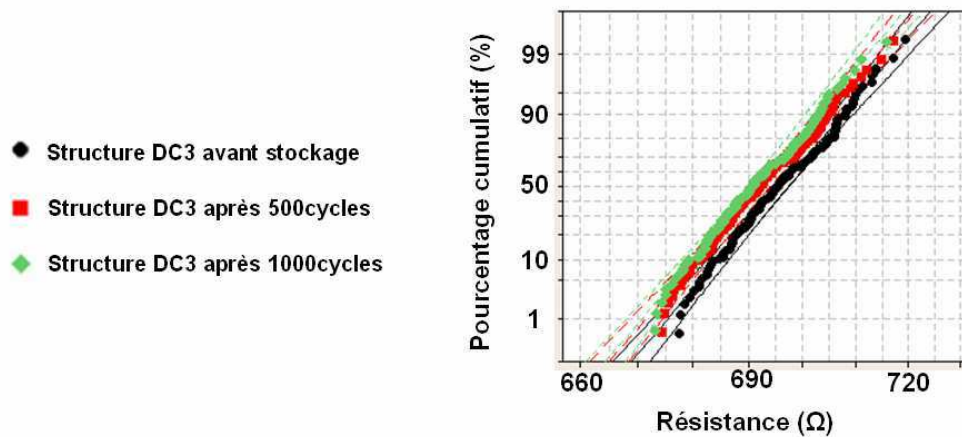 Structure DC3 avant stockage
Structure DC3 après 500cycles
Structure DC3 après 1000cycles
Pourcentage cumulatif (%)
99
90
50
10
1
660
690
720
Résistance (Ω)